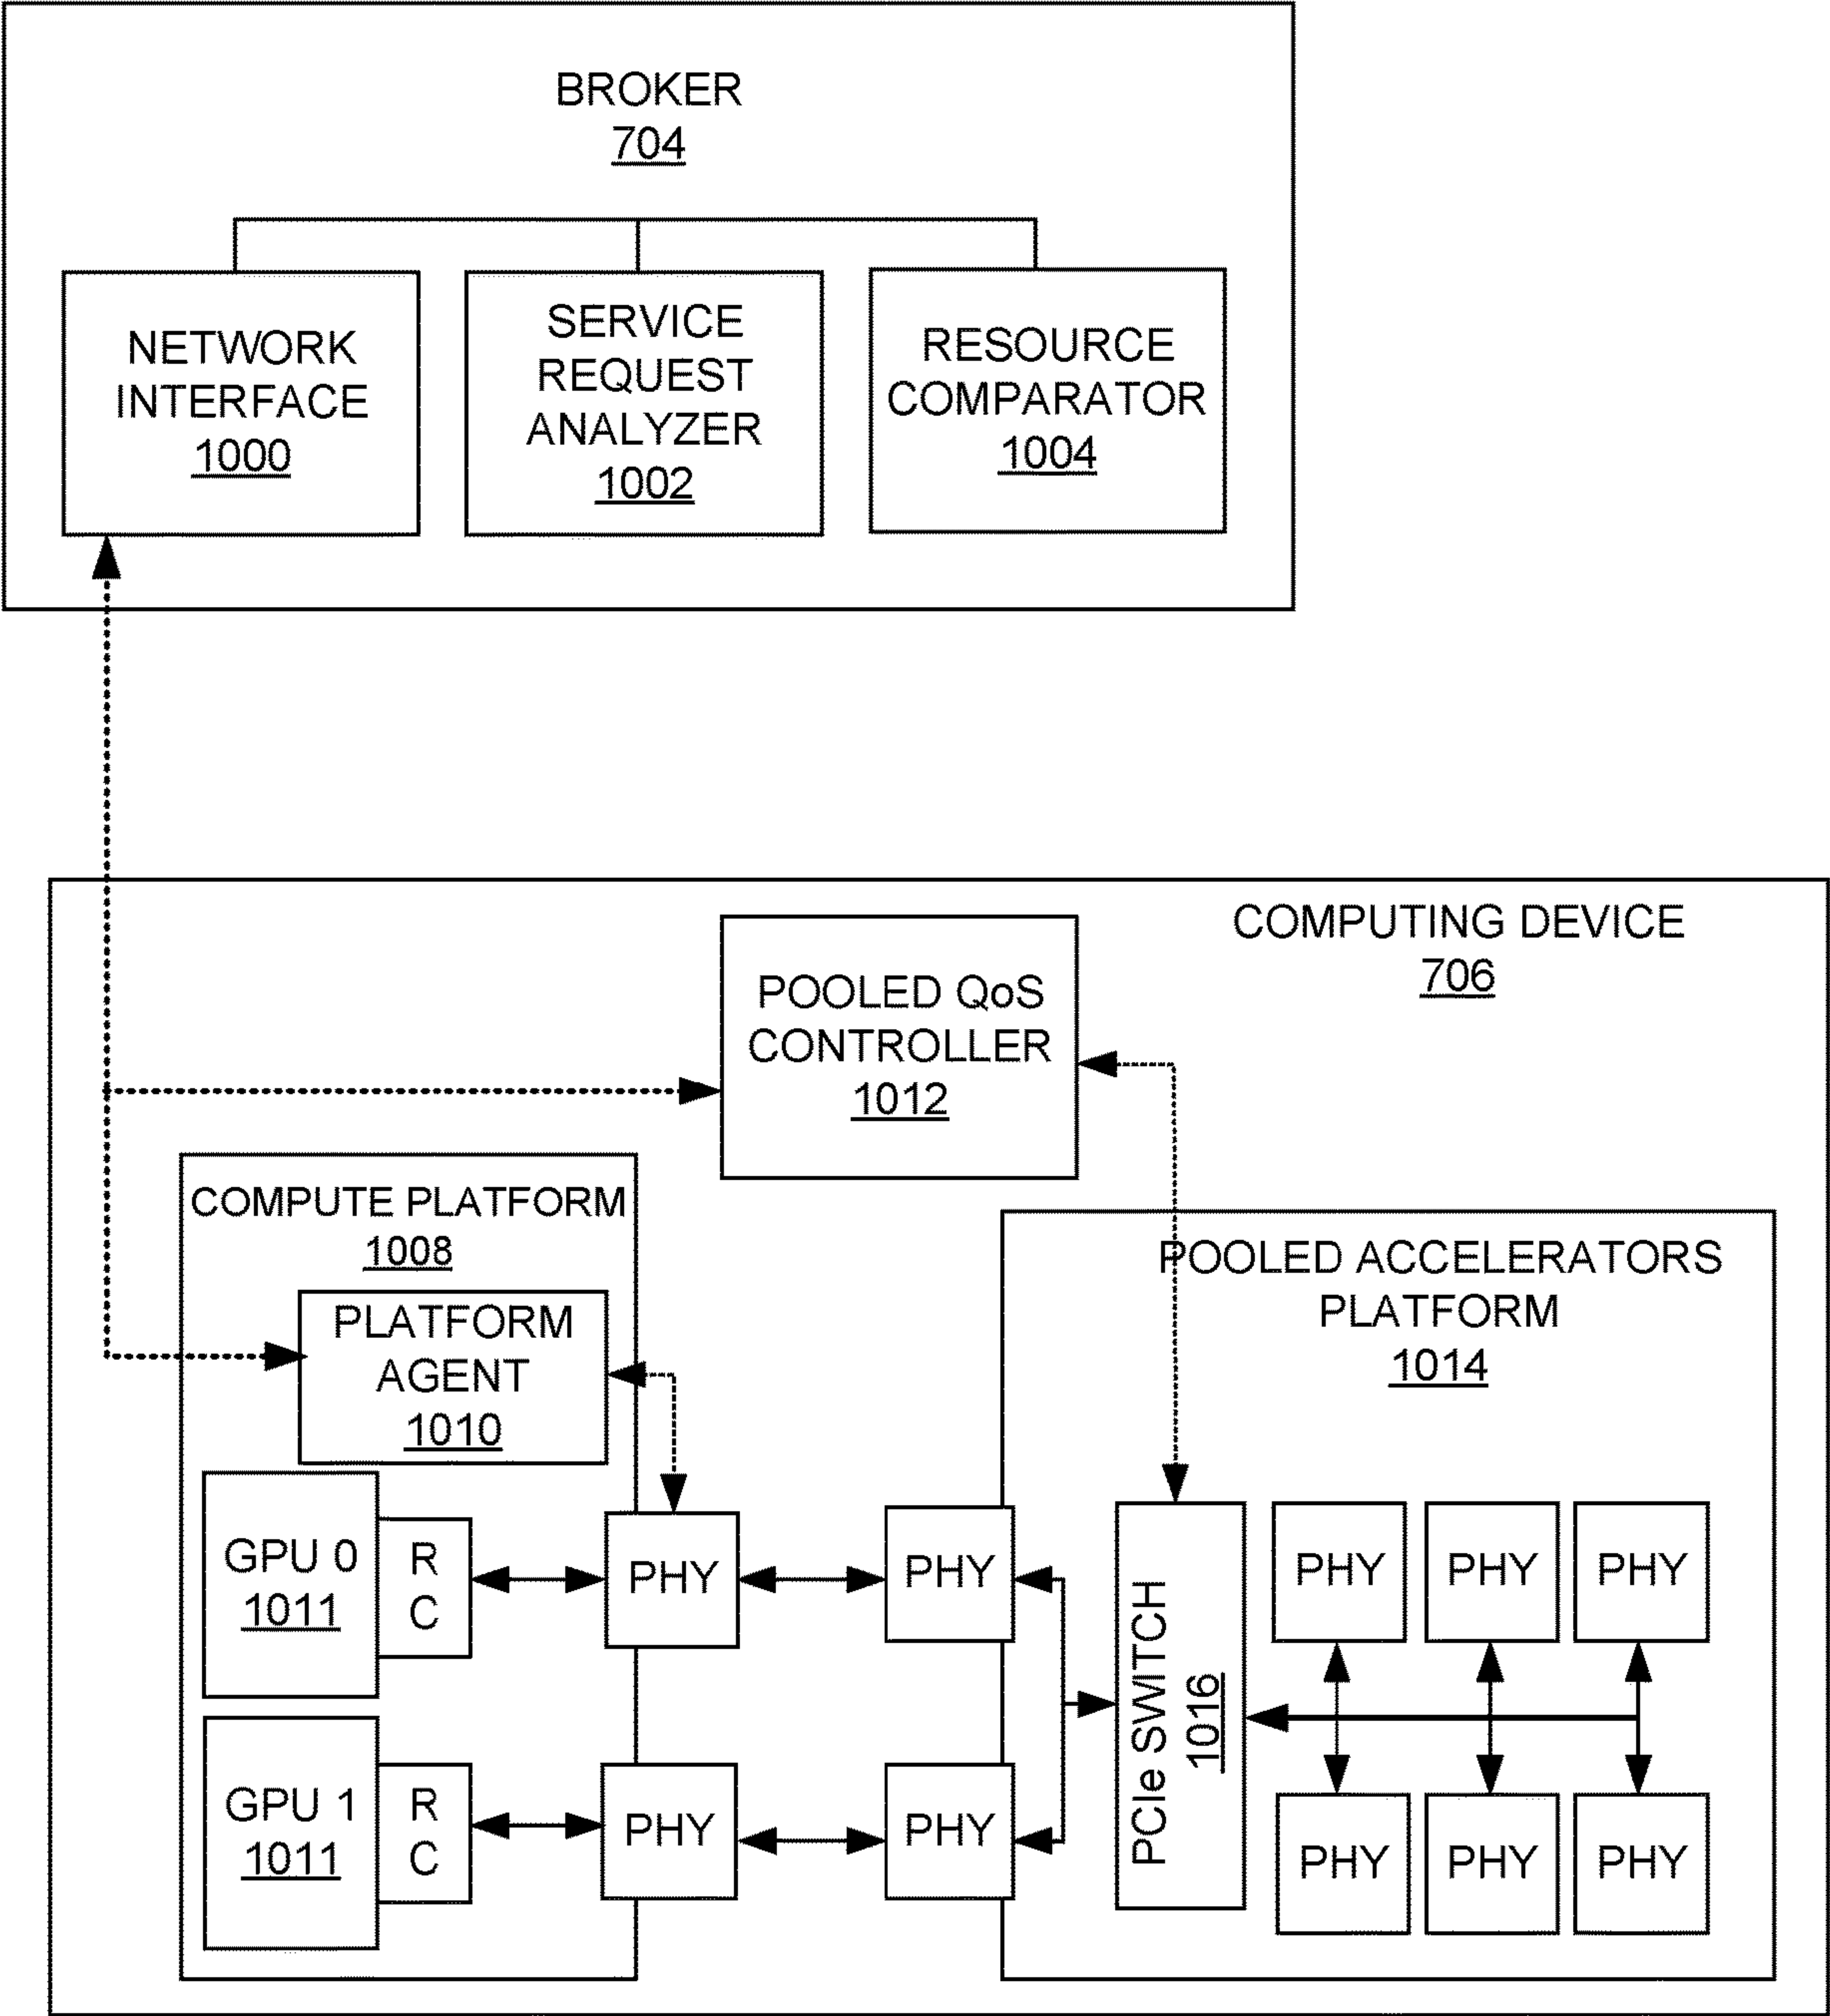 BROKER
704
NETWORK
INTERFACE
1000
SERVICE
REQUEST
ANALYZER
1002
RESOURCE
COMPARATOR
1004
COMPUTING DEVICE
706
POOLED QoS
CONTROLLER
1012
COMPUTE PLATFORM
1008
PLATFORM
AGENT
1010
POOLED ACCELERATORS
PLATFORM
1014
GPU 0
1011
R
C
PHY
PHY
GPU 1
1011
R
C
PHY
PHY
PCIe SWITCH
1016
PHY
PHY
PHY
PHY
PHY
PHY